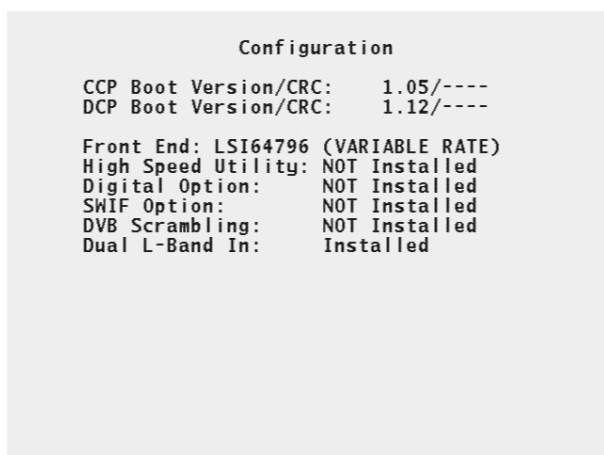 Configuration
CCP Boot Version/CRC: 1.05/----
DCP Boot Version/CRC: 1.12/----
Front End: LSI64796 (VARIABLE RATE)
High Speed Utility: NOT Installed
Digital Option: NOT Installed
SWIF Option: NOT Installed
DVB Scrambling: NOT Installed
Dual L-Band In: Installed